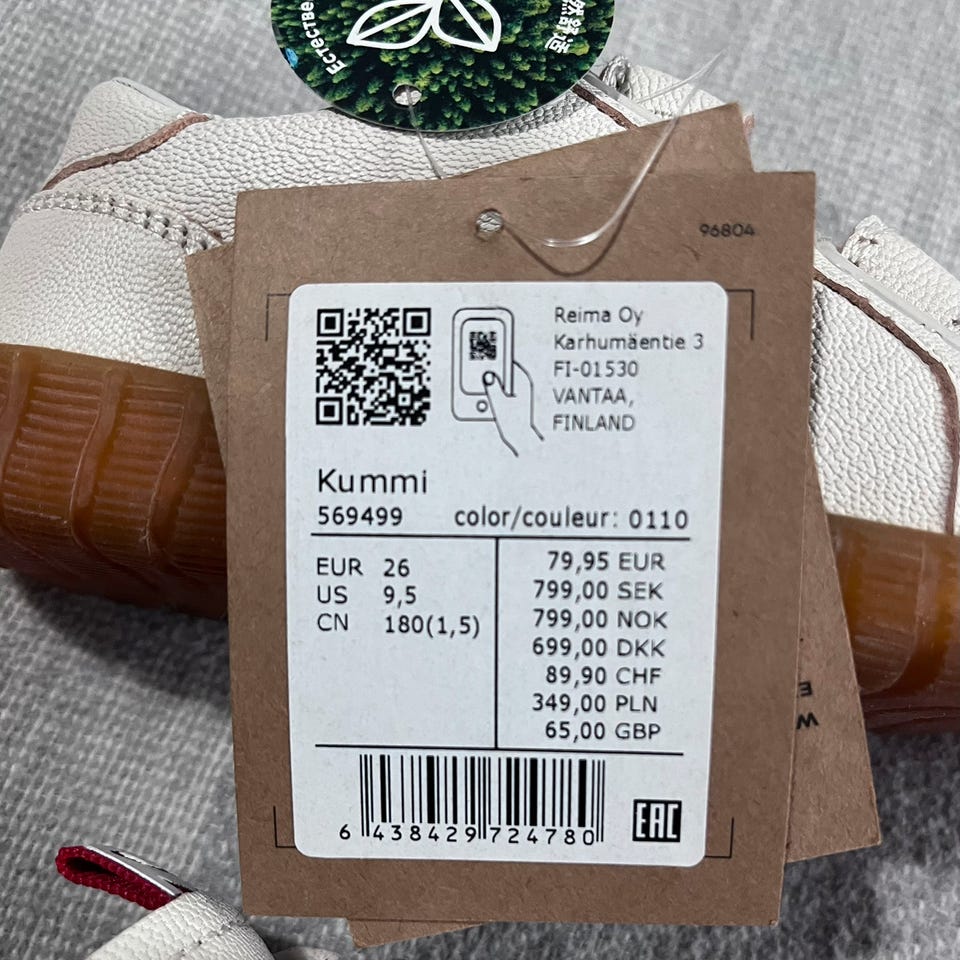 Естестве
96804
Reima Oy
Karhumäentie 3
FI-01530
VANTAA,
FINLAND
Kummi
569499 color/couleur: 0110
EUR 26
US 9,5
CN 180(1,5)
79,95 EUR
799,00 SEK
799,00 NOK
699,00 DKK
89,90 CHF
349,00 PLN
65,00 GBP
6 438429 724780
EAC
W
E